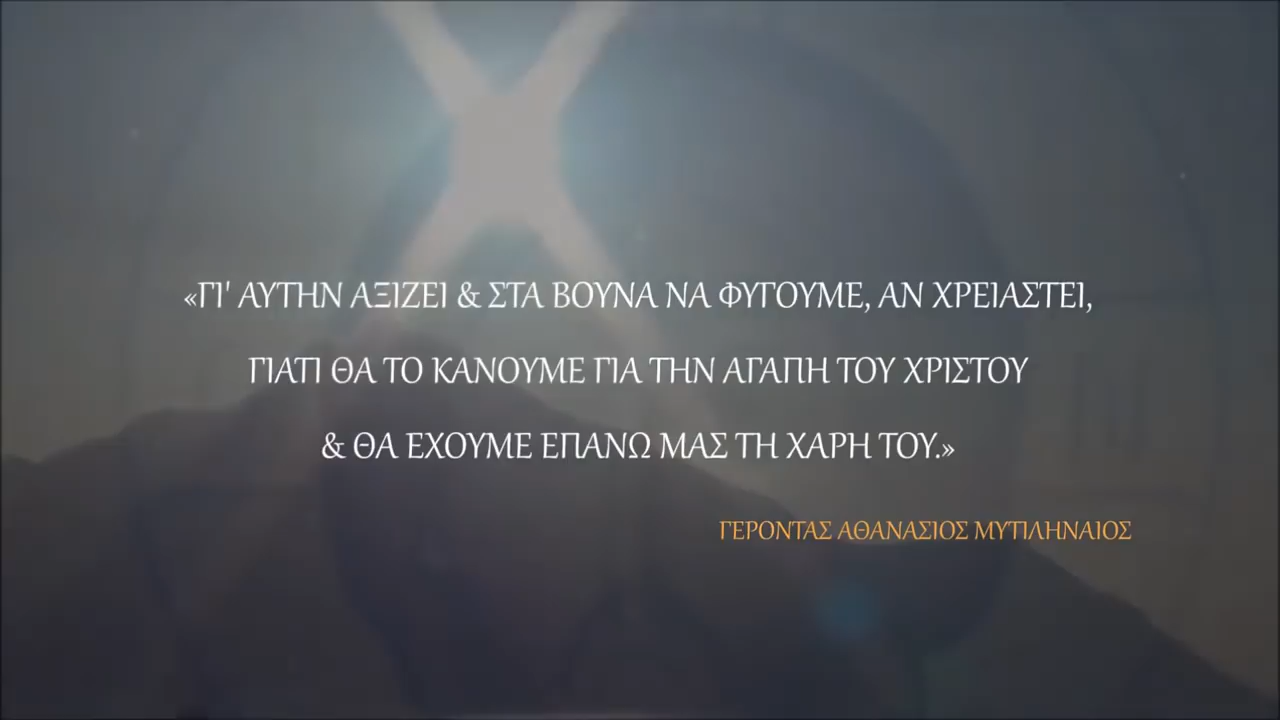 «ΓΙ' ΑΥΤΗΝ ΑΞΙΖΕΙ & ΣΤΑ ΒΟΥΝΑ ΝΑ ΦΥΓΟΥΜΕ, ΑΝ ΧΡΕΙΑΣΤΕΙ,
ΓΙΑΤΙ ΘΑ ΤΟ ΚΑΝΟΥΜΕ ΓΙΑ ΤΗΝ ΑΓΑΠΗ ΤΟΥ ΧΡΙΣΤΟΥ
& ΘΑ ΕΧΟΥΜΕ ΕΠΑΝΩ ΜΑΣ ΤΗ ΧΑΡΗ ΤΟΥ.»
ΓΕΡΟΝΤΑΣ ΑΘΑΝΑΣΙΟΣ ΜΥΤΙΛΗΝΑΙΟΣ